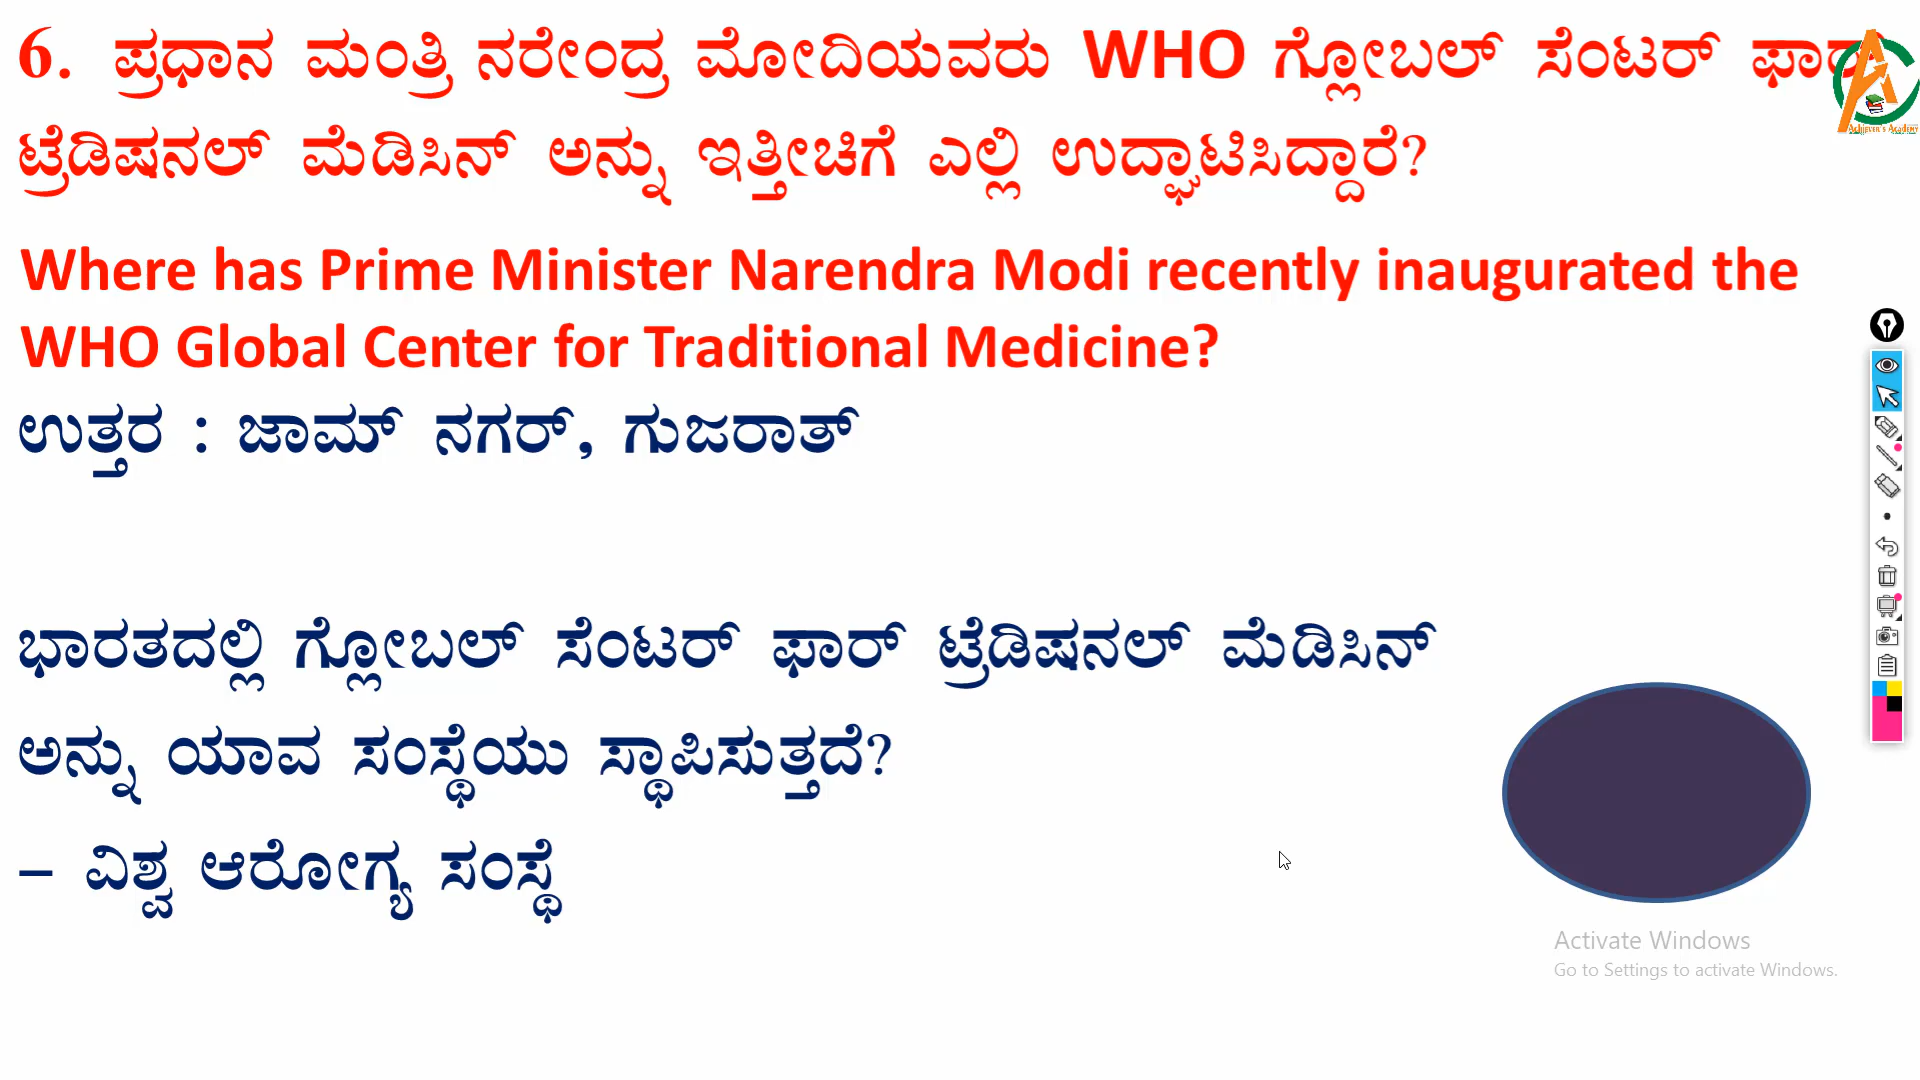 6. ಪ್ರಧಾನ ಮಂತ್ರಿ ನರೇಂದ್ರ ಮೋದಿಯವರು WHO ಗ್ಲೋಬಲ್ ಸೆಂಟರ್ ಫಾರ್
ಟ್ರೆಡಿಷನಲ್ ಮೆಡಿಸಿನ್ ಅನ್ನು ಇತ್ತೀಚಿಗೆ ಎಲ್ಲಿ ಉದ್ಘಾಟಿಸಿದ್ದಾರೆ?
Where has Prime Minister Narendra Modi recently inaugurated the
WHO Global Center for Traditional Medicine?
ಉತ್ತರ : ಜಾಮ್ ನಗರ್, ಗುಜರಾತ್
ಭಾರತದಲ್ಲಿ ಗ್ಲೋಬಲ್ ಸೆಂಟರ್ ಫಾರ್ ಟ್ರೆಡಿಷನಲ್ ಮೆಡಿಸಿನ್
ಅನ್ನು ಯಾವ ಸಂಸ್ಥೆಯು ಸ್ಥಾಪಿಸುತ್ತದೆ?
– ವಿಶ್ವ ಆರೋಗ್ಯ ಸಂಸ್ಥೆ
Achiever's Academy
Activate Windows
Go to Settings to activate Windows.